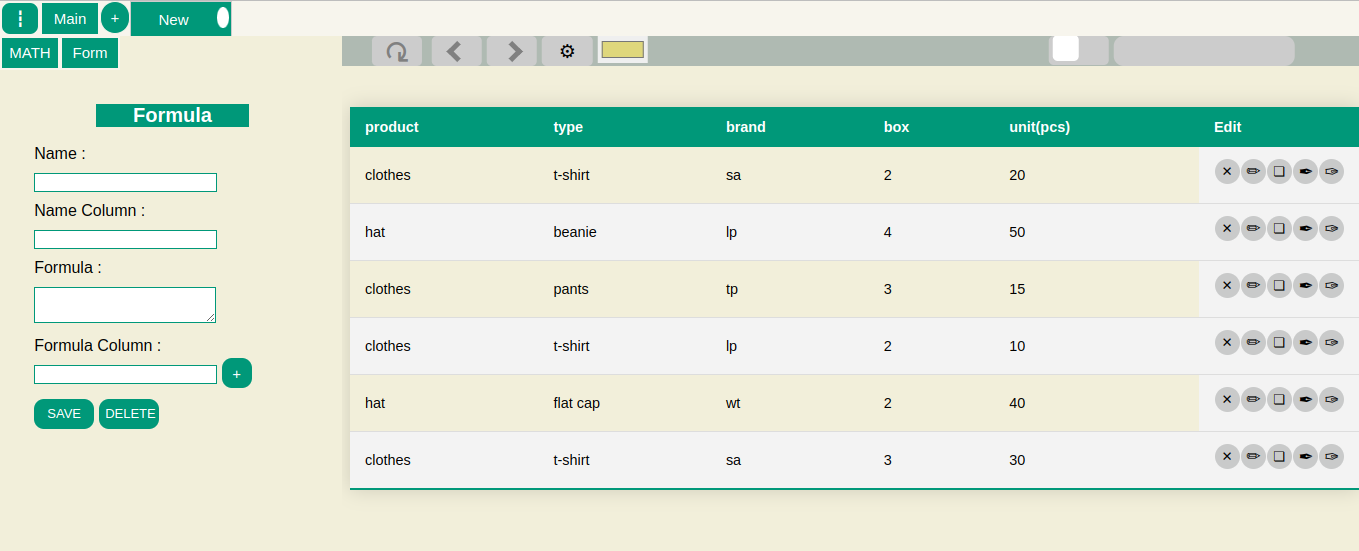 Main + New
MATH Form
Formula
Name :
Name Column :
Formula :
Formula Column :
+
SAVE DELETE
product type brand box unit(pcs) Edit
clothes t-shirt sa 2 20
hat beanie lp 4 50
clothes pants tp 3 15
clothes t-shirt lp 2 10
hat flat cap wt 2 40
clothes t-shirt sa 3 30